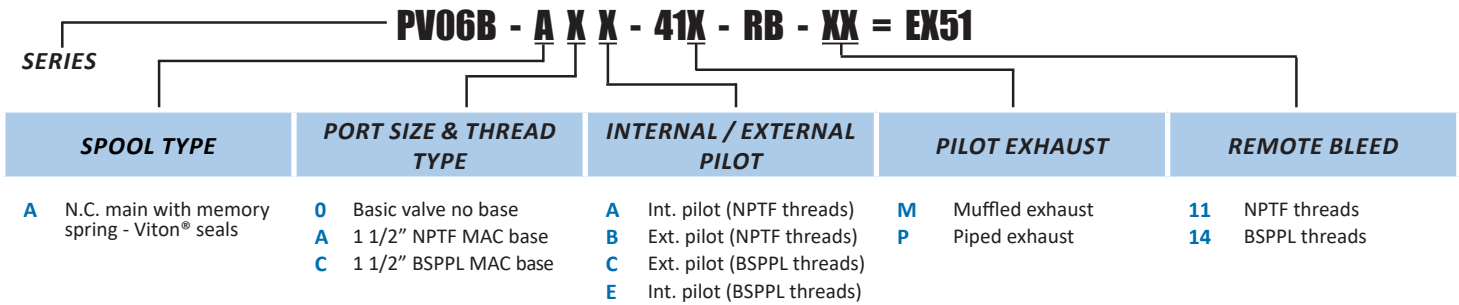 PV06B - A X X - 41X - RB - XX = EX51
SERIES
SPOOL TYPE
A N.C. main with memory
spring - Viton® seals
PORT SIZE & THREAD
TYPE
0 Basic valve no base
A 1 1/2” NPTF MAC base
C 1 1/2” BSPPL MAC base
INTERNAL / EXTERNAL
PILOT
A Int. pilot (NPTF threads)
B Ext. pilot (NPTF threads)
C Ext. pilot (BSPPL threads)
E Int. pilot (BSPPL threads)
PILOT EXHAUST
M Muffled exhaust
P Piped exhaust
REMOTE BLEED
11 NPTF threads
14 BSPPL threads